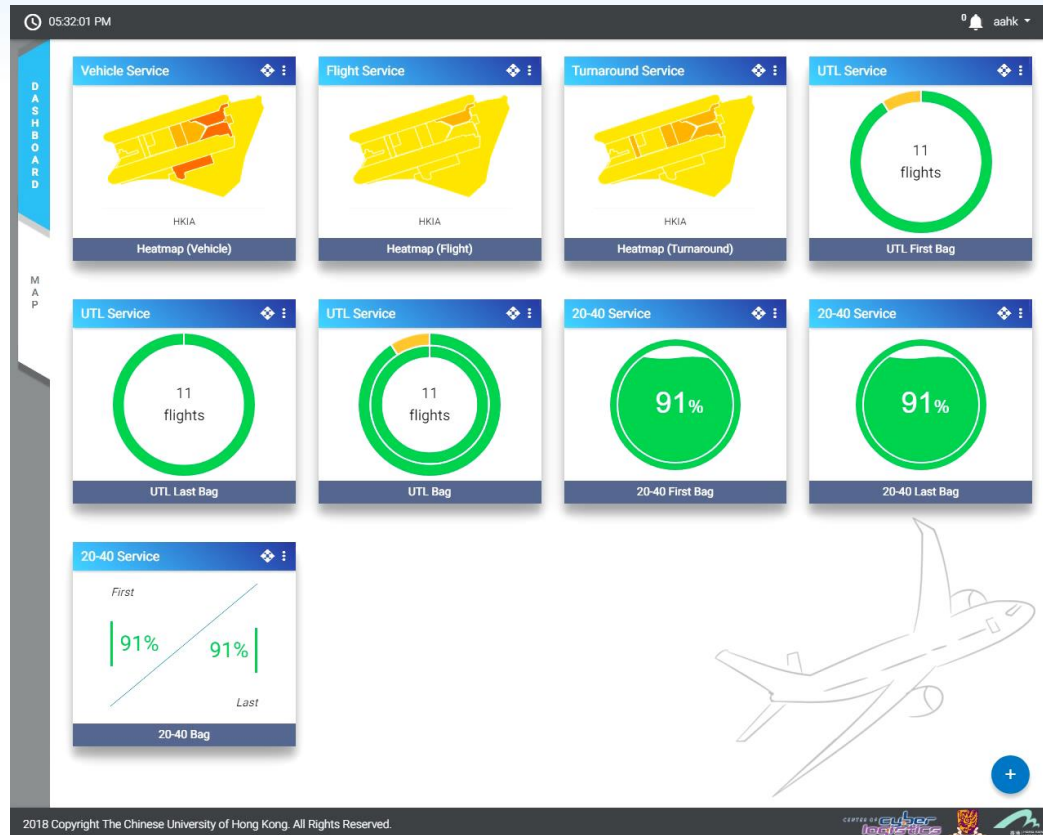 05:32:01 PM
0
aahk
DASHBOARD
MAP
Vehicle Service
HKIA
Heatmap (Vehicle)
Flight Service
HKIA
Heatmap (Flight)
Turnaround Service
HKIA
Heatmap (Turnaround)
UTL Service
11
flights
UTL First Bag
UTL Service
11
flights
UTL Last Bag
UTL Service
11
flights
UTL Bag
20-40 Service
91%
20-40 First Bag
20-40 Service
91%
20-40 Last Bag
20-40 Service
First
91%
91%
Last
20-40 Bag
+
2018 Copyright The Chinese University of Hong Kong. All Rights Reserved.
CENTER OF cyber
logistics